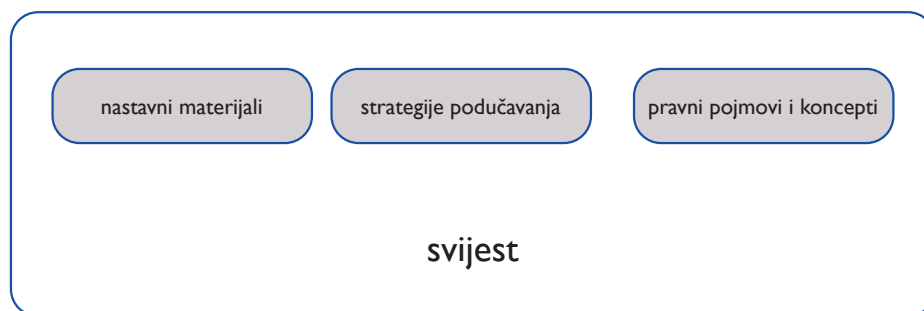 nastavni materijali
strategije podučavanja
pravni pojmovi i koncepti
svijest